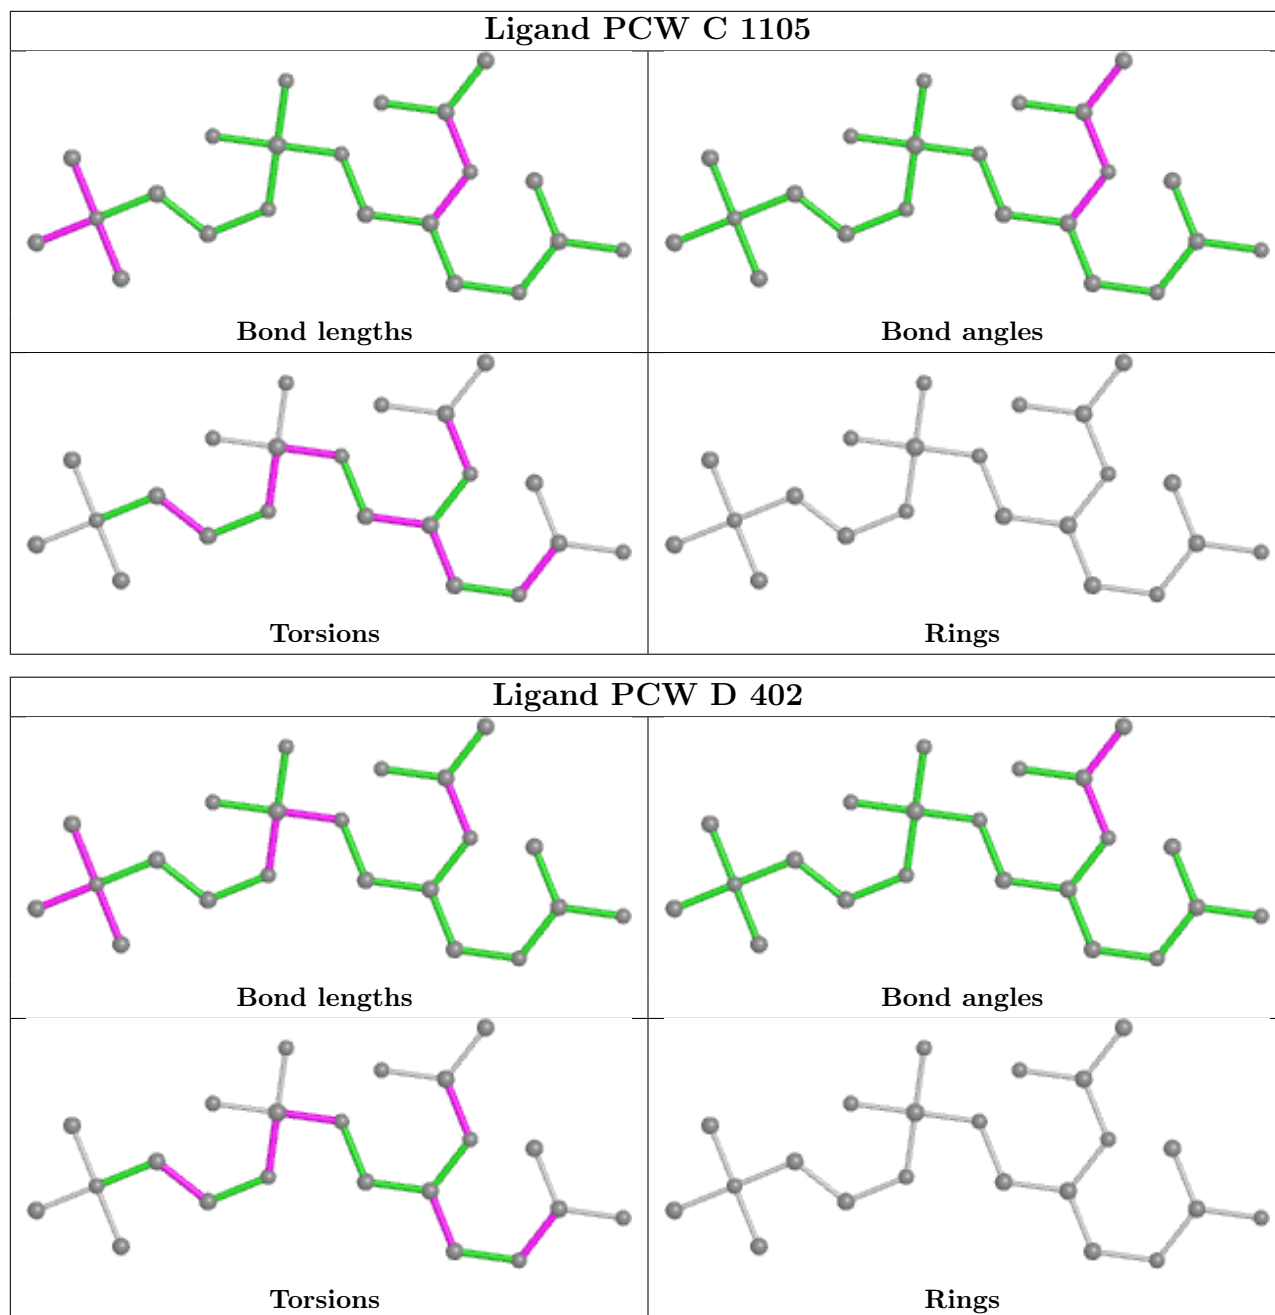 Ligand PCW C 1105
Bond lengths
Bond angles
Torsions
Rings
Ligand PCW D 402
Bond lengths
Bond angles
Torsions
Rings